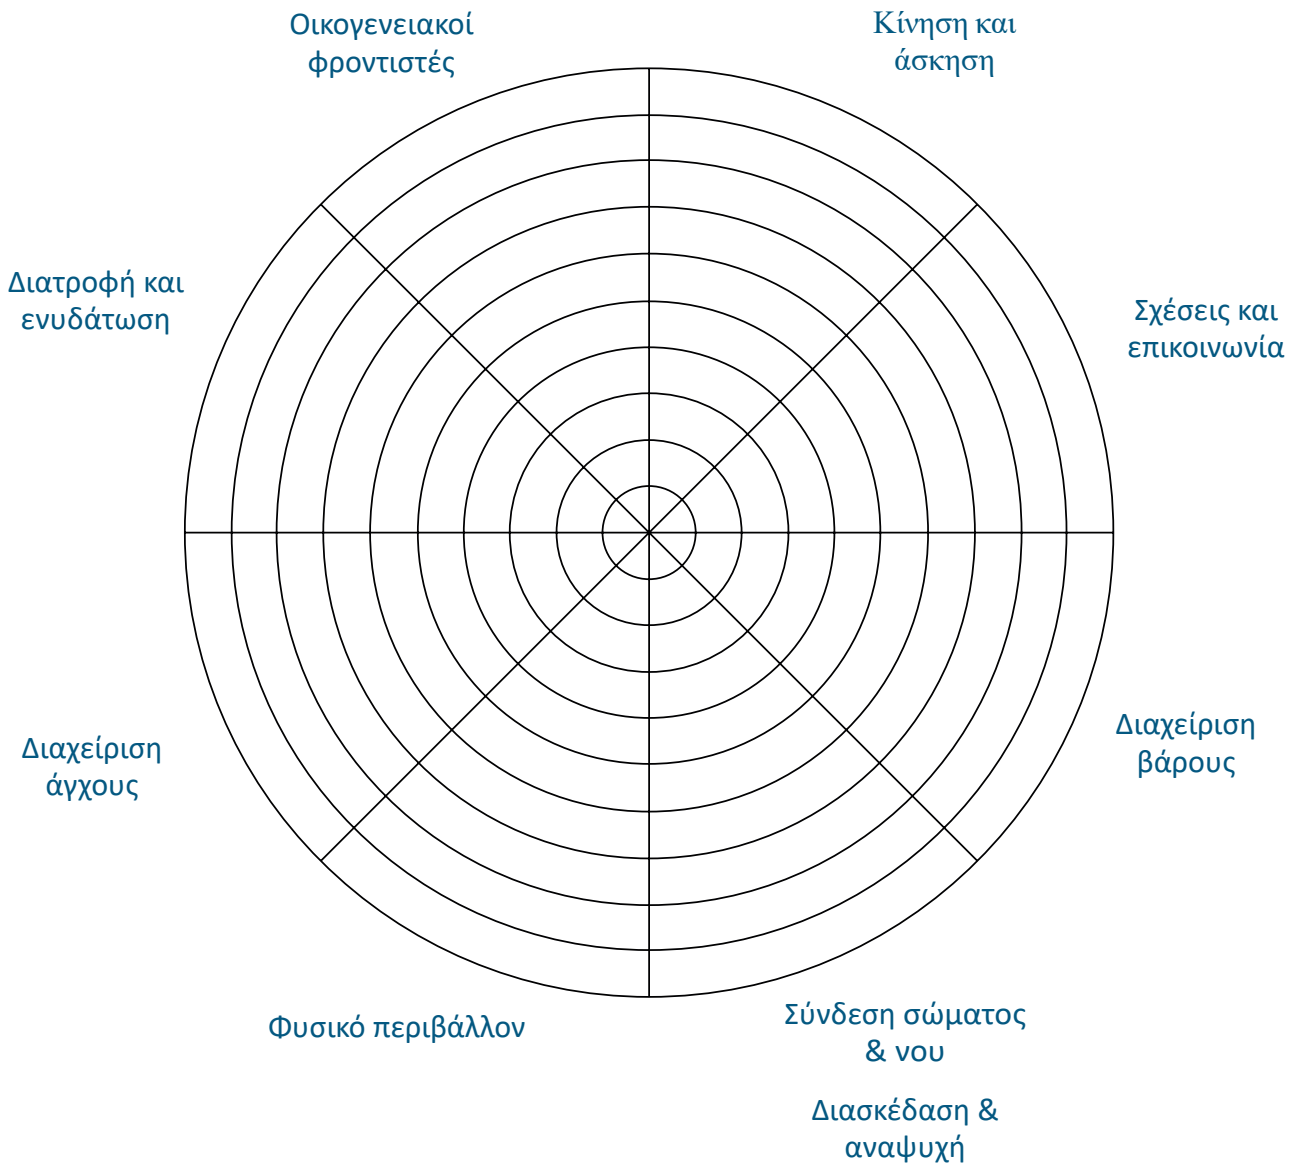 Οικογενειακοί
φροντιστές
Κίνηση και
άσκηση
Διατροφή και
ενυδάτωση
Σχέσεις και
επικοινωνία
Διαχείριση
άγχους
Διαχείριση
βάρους
Φυσικό περιβάλλον
Σύνδεση σώματος
& νου
Διασκέδαση &
αναψυχή